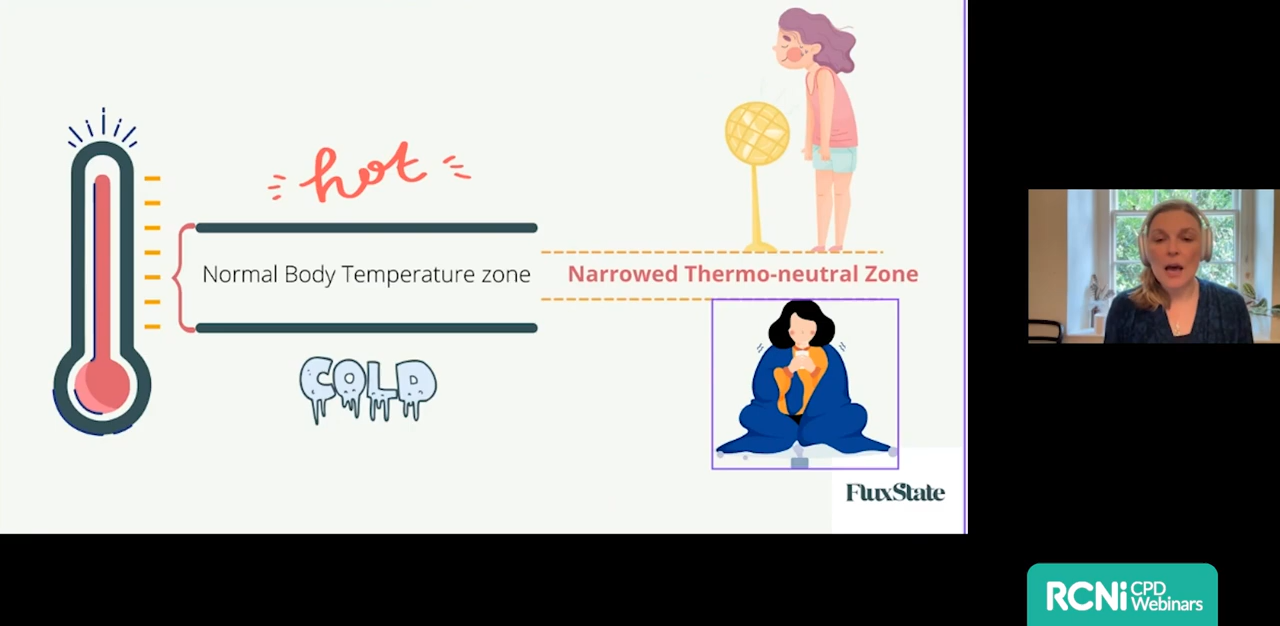 hot
Normal Body Temperature zone
Narrowed Thermo-neutral Zone
COLD
FluxState
RCNi CPD
Webinars